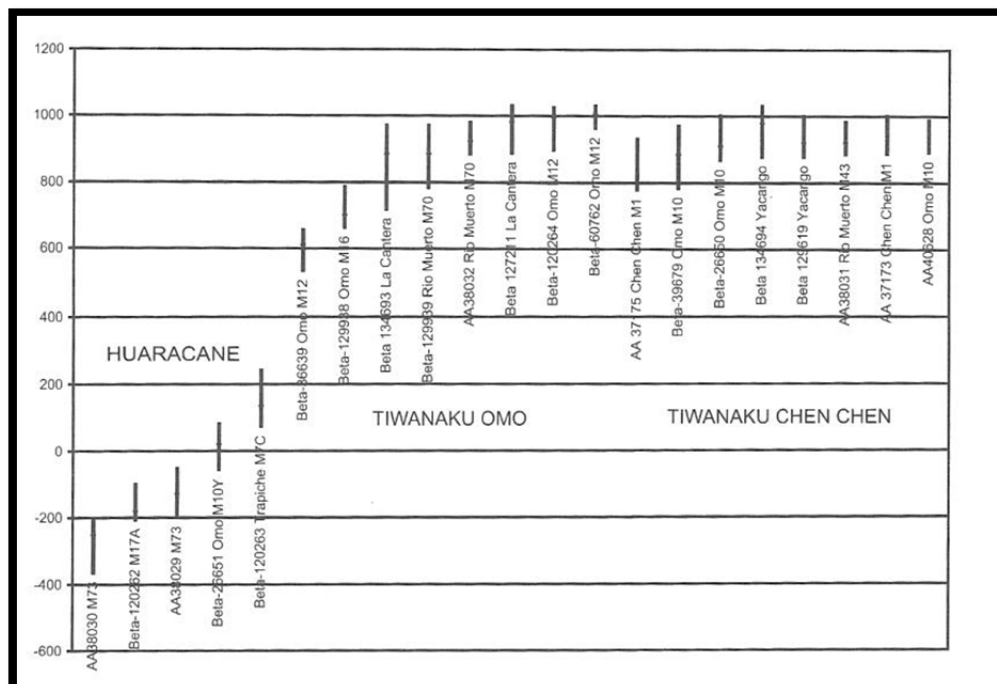 1200
1000
800
600
400
200
0
-200
-400
-600
HUARACANE
TIWANAKU OMO
TIWANAKU CHEN CHEN
AA38030 M73
Beta-120262 M17A
AA38029 M73
Beta-26651 Omo M10Y
Beta-120263 Trapiche M7C
Beta-36639 Omo M12
Beta-129938 Omo M16
Beta 134693 La Cantera
Beta-129939 Rio Muerto M70
AA38032 Rio Muerto M70
Beta 127211 La Cantera
Beta-120264 Omo M12
Beta-60762 Omo M12
AA 37175 Chen Chen M1
Beta-39679 Omo M10
Beta-26650 Omo M10
Beta 134694 Yacango
Beta 129619 Yacango
AA38031 Rio Muerto M43
AA 37173 Chen Chen M1
AA40628 Omo M10